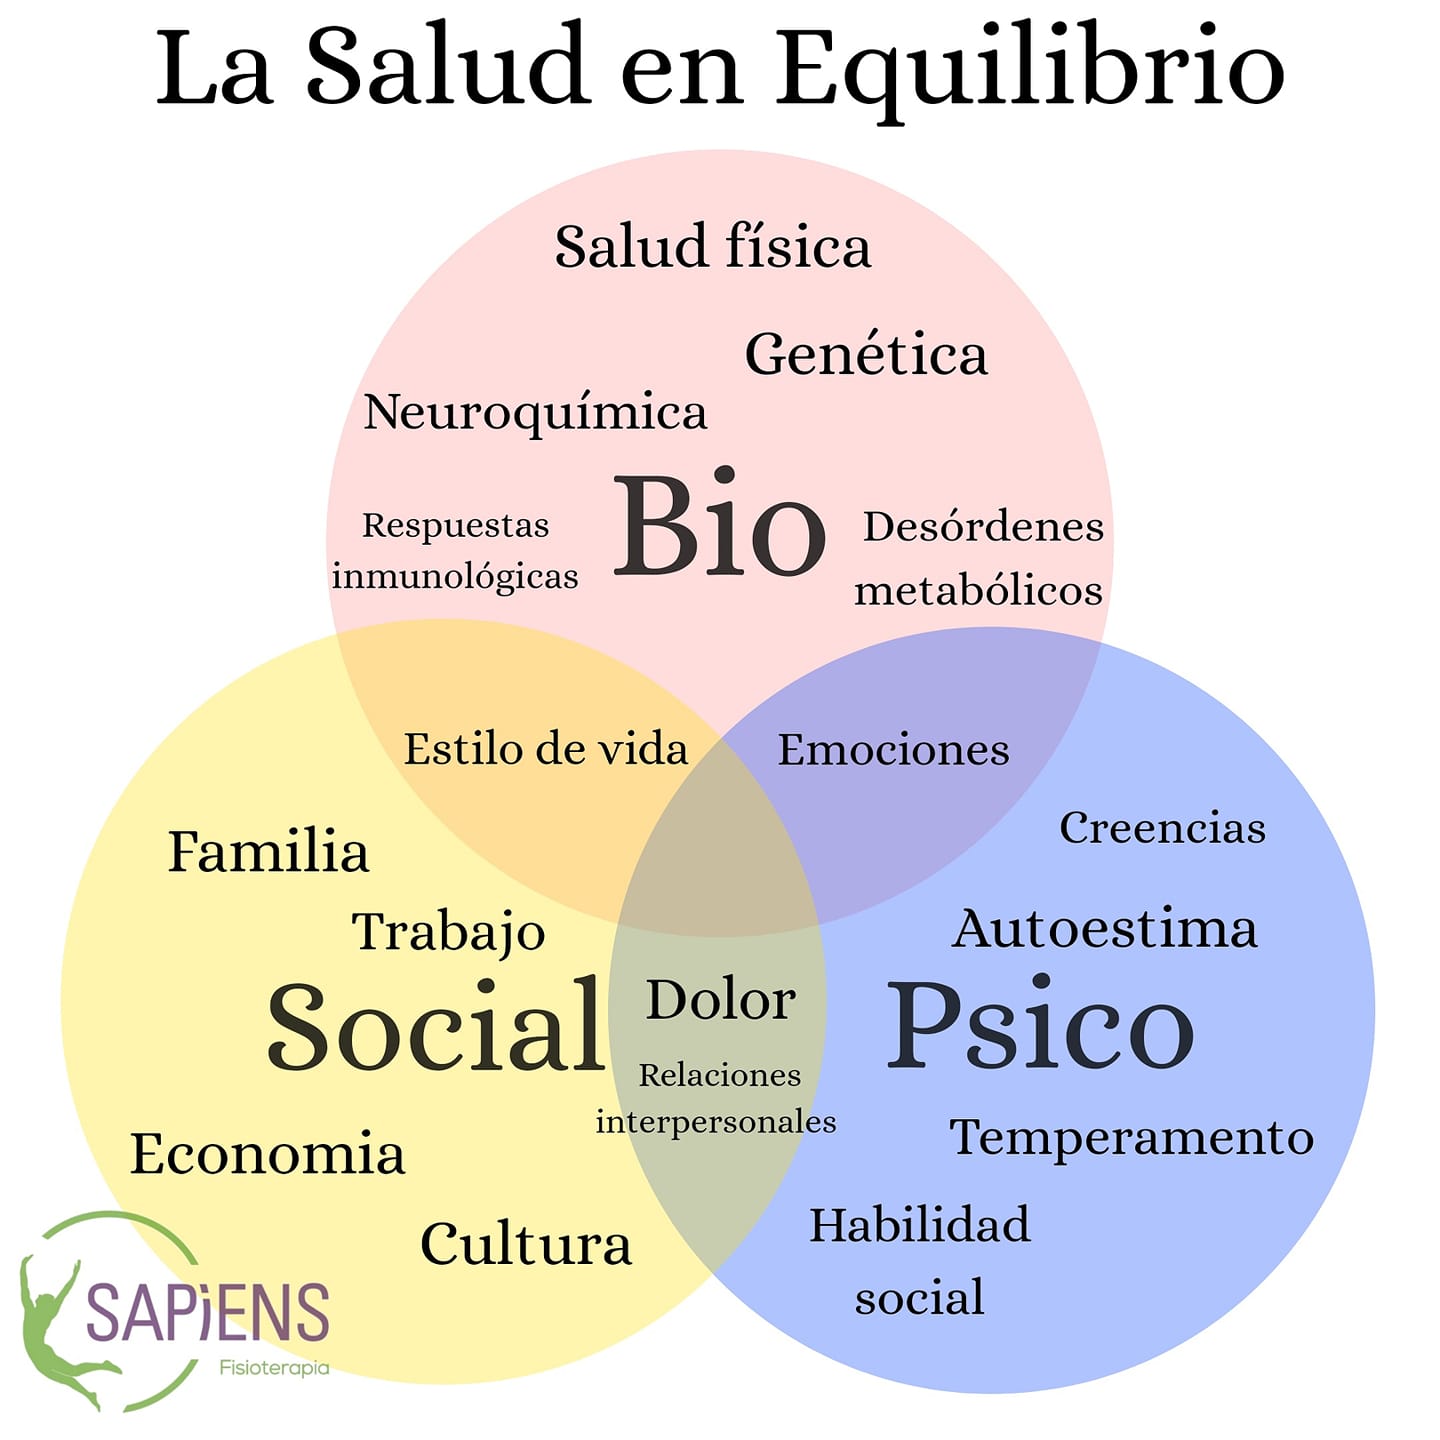 La Salud en Equilibrio
Salud física
Genética
Neuroquímica
Bio
Respuestas
inmunológicas
Desórdenes
metabólicos
Estilo de vida
Emociones
Familia
Trabajo
Social
Economia
Cultura
Dolor
Relaciones
interpersonales
Creencias
Autoestima
Psico
Temperamento
Habilidad
social
SAPiENS
Fisioterapia